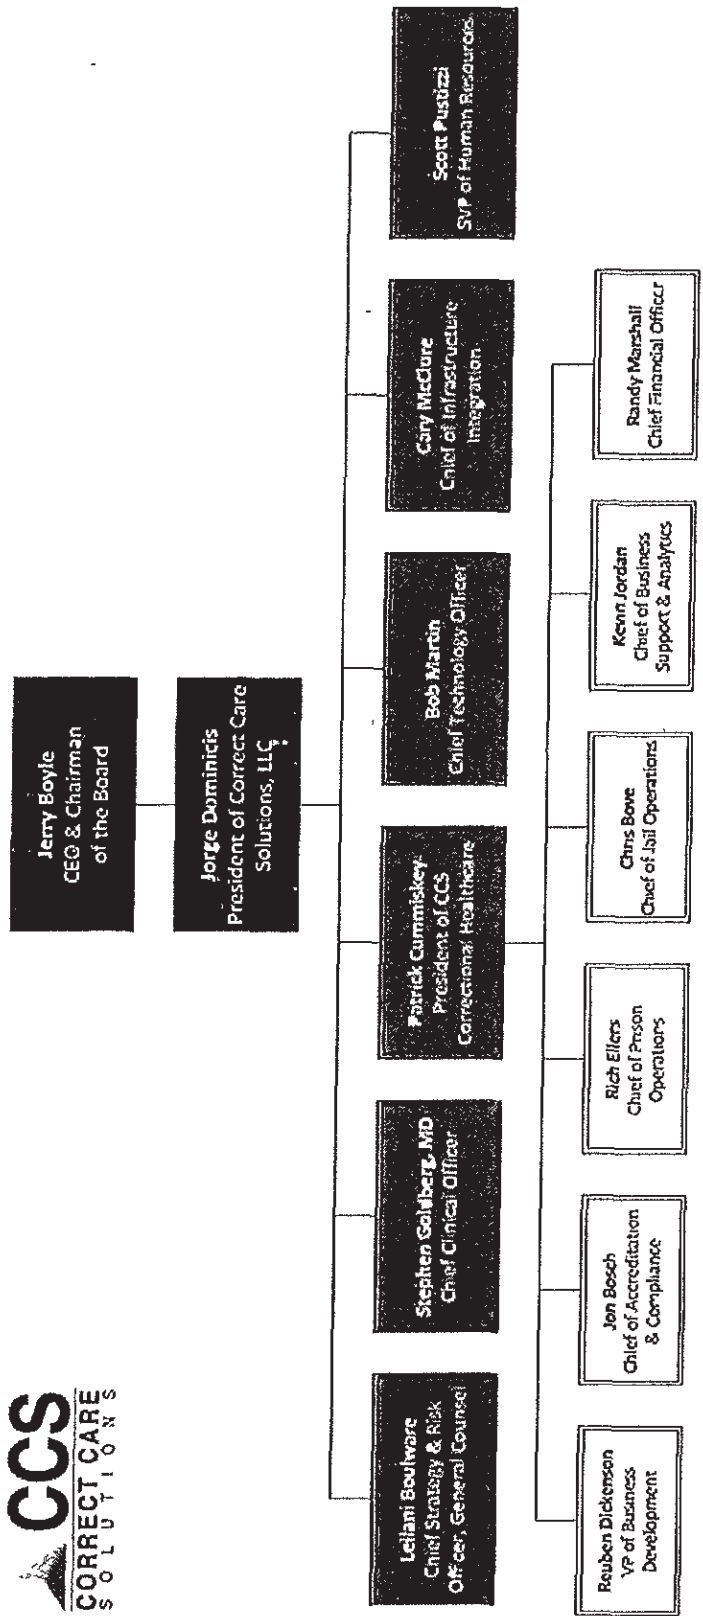 CCS
CORRECT CARE
SOLUTIONS
Jerry Boyle
CEO & Chairman
of the Board
Jorge Dominicis
President of Correct Care
Solutions, LLC
Leilani Boulware
Chief Strategy & Risk
Officer, General Counsel
Stephen Goldberg, MD
Chief Clinical Officer
Patrick Cummiskey
President of CCS
Correctional Healthcare
Bob Martin
Chief Technology Officer
Cary McClure
Chief of Infrastructure
Integration
Scott Pustizzi
SVP of Human Resources
Reuben Dickenson
VP of Business
Development
Jon Bosch
Chief of Accreditation
& Compliance
Rich Ellers
Chief of Prison
Operations
Chris Bove
Chief of Jail Operations
Kevin Jordan
Chief of Business
Support & Analytics
Randy Marshall
Chief Financial Officer